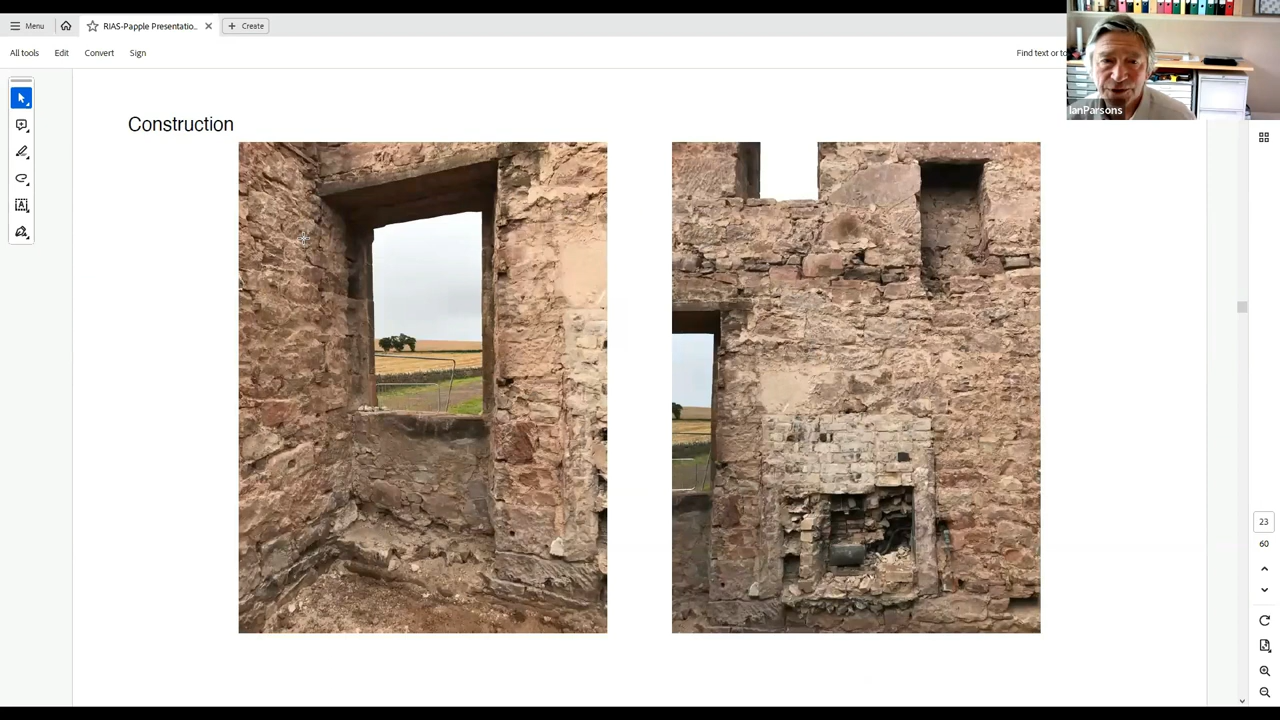 Menu
RIAS-Papple Presentatio..
Create
All tools
Edit
Convert
Sign
Find text or to
IanParsons
Construction
23
60